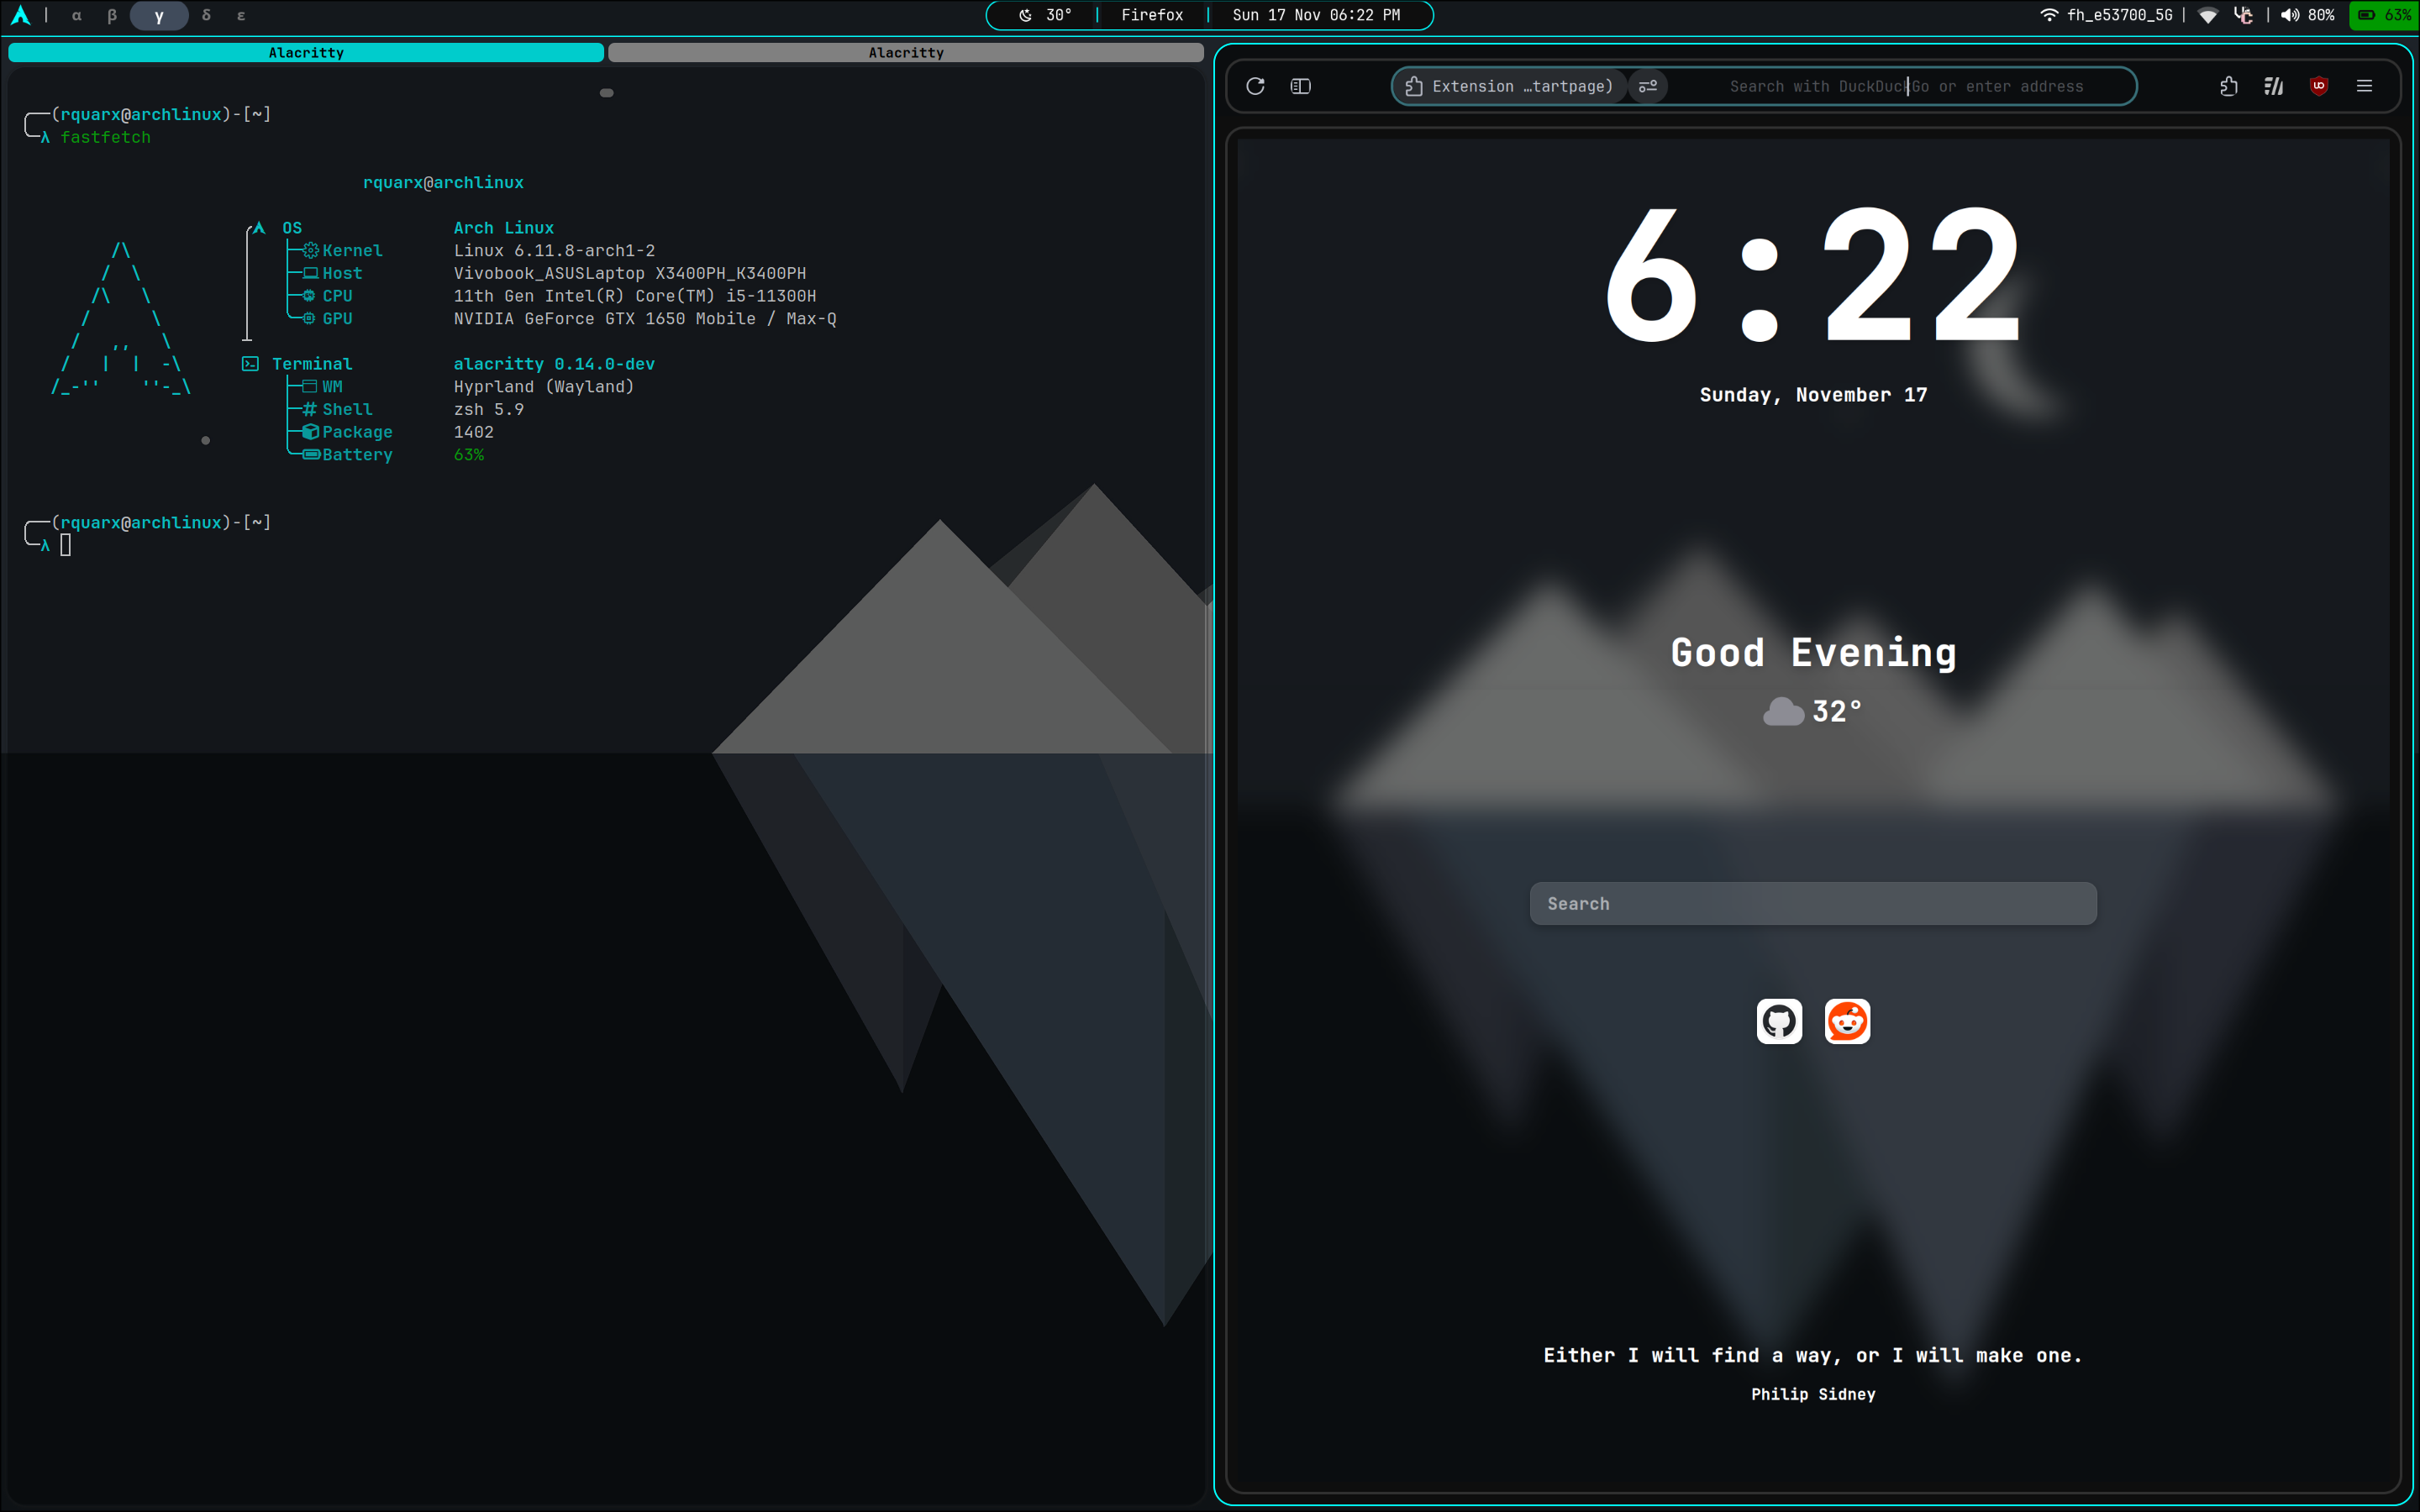 α β γ δ ε
30° | Firefox | Sun 17 Nov 06:22 PM
fh_e53700_5G | | 80% 63%
Alacritty
Alacritty
(rquarx@archlinux)-[~]
λ fastfetch
rquarx@archlinux
OS Arch Linux
Kernel Linux 6.11.8-arch1-2
Host Vivobook_ASUSLaptop X3400PH_K3400PH
CPU 11th Gen Intel(R) Core(TM) i5-11300H
GPU NVIDIA GeForce GTX 1650 Mobile / Max-Q
Terminal alacritty 0.14.0-dev
WM Hyprland (Wayland)
Shell zsh 5.9
Package 1402
Battery 63%
(rquarx@archlinux)-[~]
λ
Extension …tartpage) Search with DuckDuckGo or enter address
6:22
Sunday, November 17
Good Evening
32°
Search
Either I will find a way, or I will make one.
Philip Sidney